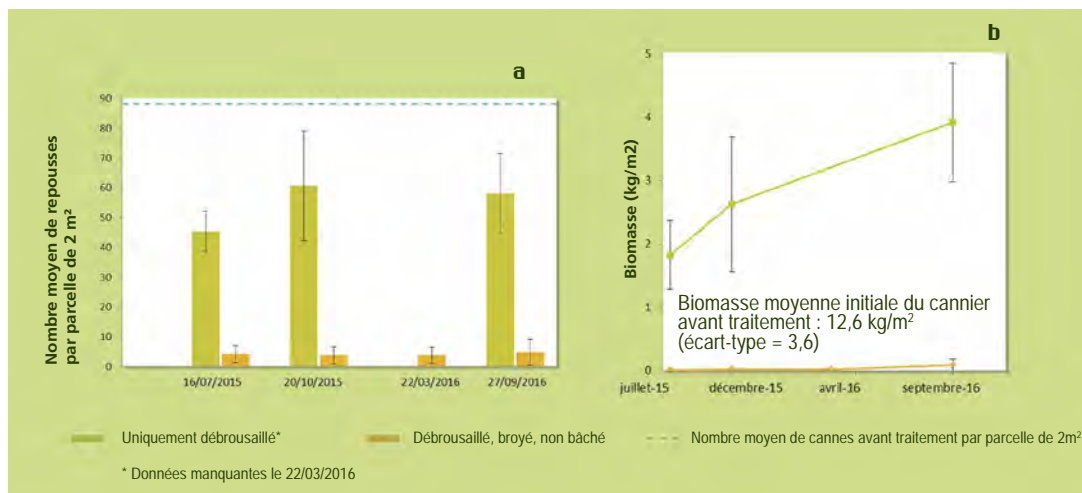 a
Nombre moyen de repousses
par parcelle de 2 m²
90
80
70
60
50
40
30
20
10
0
16/07/2015
20/10/2015
22/03/2016
27/09/2016
b
Biomasse (kg/m2)
5
4
3
2
1
0
Biomasse moyenne initiale du cannier
avant traitement : 12,6 kg/m²
(écart-type = 3,6)
juillet-15
décembre-15
avril-16
septembre-16
Uniquement débrousaillé*
Débrousaillé, broyé, non bâché
Nombre moyen de cannes avant traitement par parcelle de 2m²
* Données manquantes le 22/03/2016